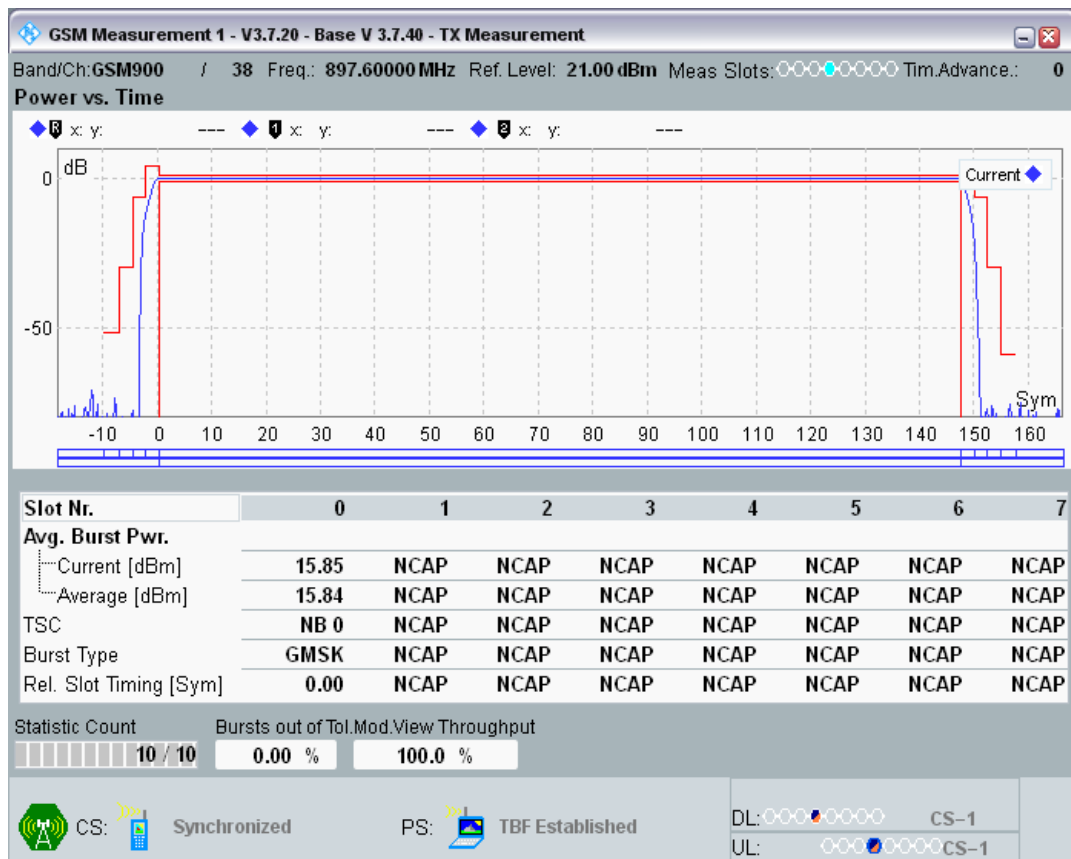 GSM Measurement 1 - V3.7.20 - Base V 3.7.40 - TX Measurement
Band/Ch:GSM900 / 38 Freq.: 897.60000 MHz Ref. Level: 21.00 dBm Meas Slots: Tim.Advance.: 0
Power vs. Time
R x: y: --- 1 x: y: --- 2 x: y: ---
dB
Current
0
-50
Sym
-10 0 10 20 30 40 50 60 70 80 90 100 110 120 130 140 150 160
Slot Nr. 0 1 2 3 4 5 6 7
Avg. Burst Pwr.
Current [dBm] 15.85 NCAP NCAP NCAP NCAP NCAP NCAP NCAP
Average [dBm] 15.84 NCAP NCAP NCAP NCAP NCAP NCAP NCAP
TSC NB 0 NCAP NCAP NCAP NCAP NCAP NCAP NCAP
Burst Type GMSK NCAP NCAP NCAP NCAP NCAP NCAP NCAP
Rel. Slot Timing [Sym] 0.00 NCAP NCAP NCAP NCAP NCAP NCAP NCAP
Statistic Count Bursts out of Tol.Mod.View Throughput
10 / 10 0.00 % 100.0 %
CS: Synchronized PS: TBF Established
DL: CS-1
UL: CS-1